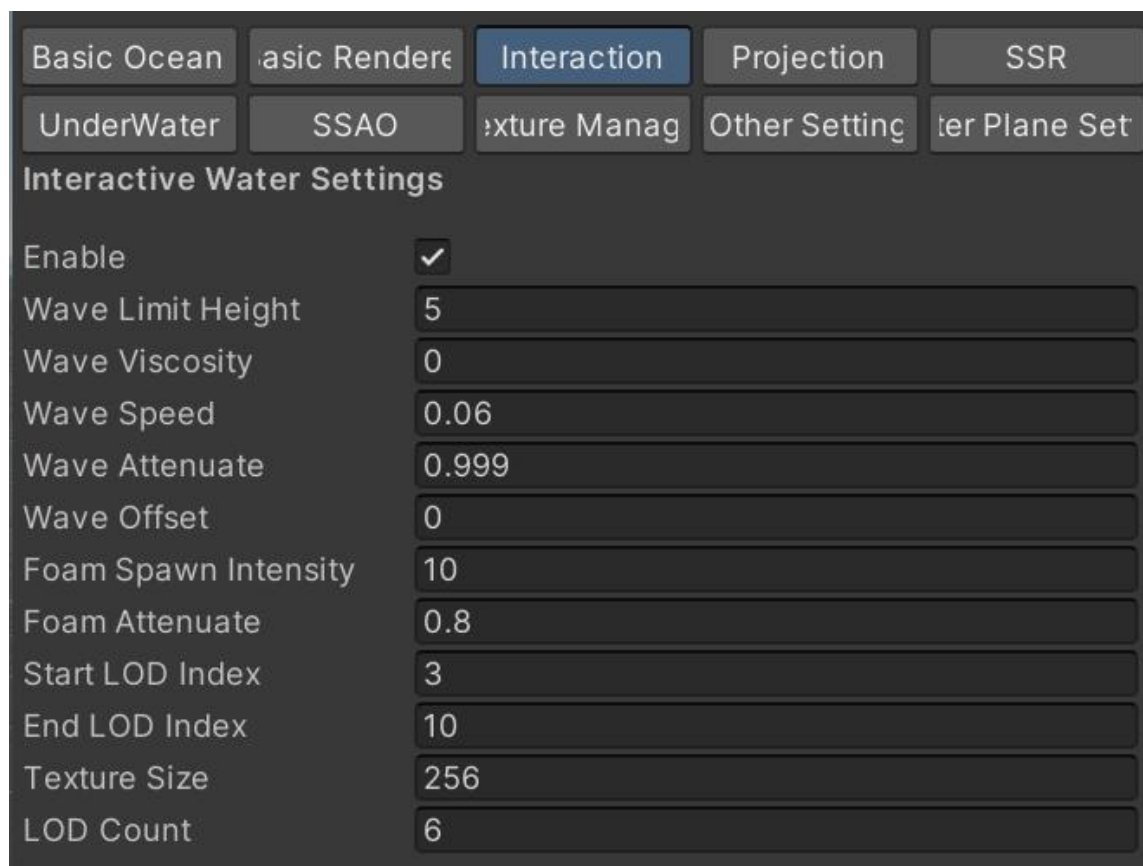 Basic Ocean asic Rendere Interaction Projection SSR
UnderWater SSAO exture Manag Other Setting ter Plane Set
Interactive Water Settings
Enable
Wave Limit Height 5
Wave Viscosity 0
Wave Speed 0.06
Wave Attenuate 0.999
Wave Offset 0
Foam Spawn Intensity 10
Foam Attenuate 0.8
Start LOD Index 3
End LOD Index 10
Texture Size 256
LOD Count 6